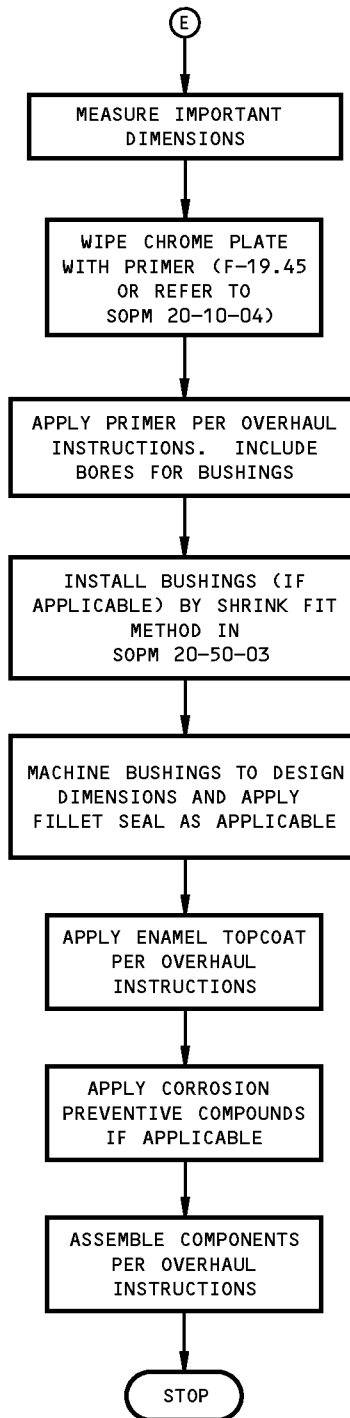 E
MEASURE IMPORTANT
DIMENSIONS
WIPE CHROME PLATE
WITH PRIMER (F-19.45
OR REFER TO
SOPM 20-10-04)
APPLY PRIMER PER OVERHAUL
INSTRUCTIONS. INCLUDE
BORES FOR BUSHINGS
INSTALL BUSHINGS (IF
APPLICABLE) BY SHRINK FIT
METHOD IN
SOPM 20-50-03
MACHINE BUSHINGS TO DESIGN
DIMENSIONS AND APPLY
FILLET SEAL AS APPLICABLE
APPLY ENAMEL TOPCOAT
PER OVERHAUL
INSTRUCTIONS
APPLY CORROSION
PREVENTIVE COMPOUNDS
IF APPLICABLE
ASSEMBLE COMPONENTS
PER OVERHAUL
INSTRUCTIONS
STOP